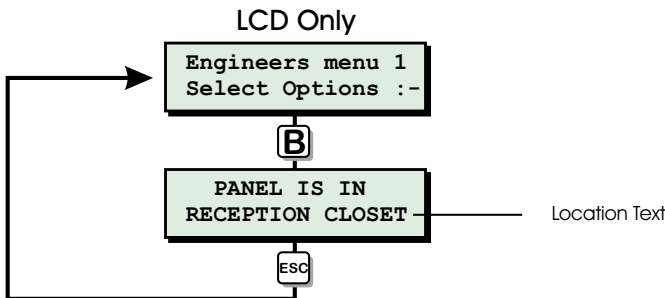 LCD Only
Engineers menu 1
Select Options :-
B
PANEL IS IN
RECEPTION CLOSET
Location Text
ESC